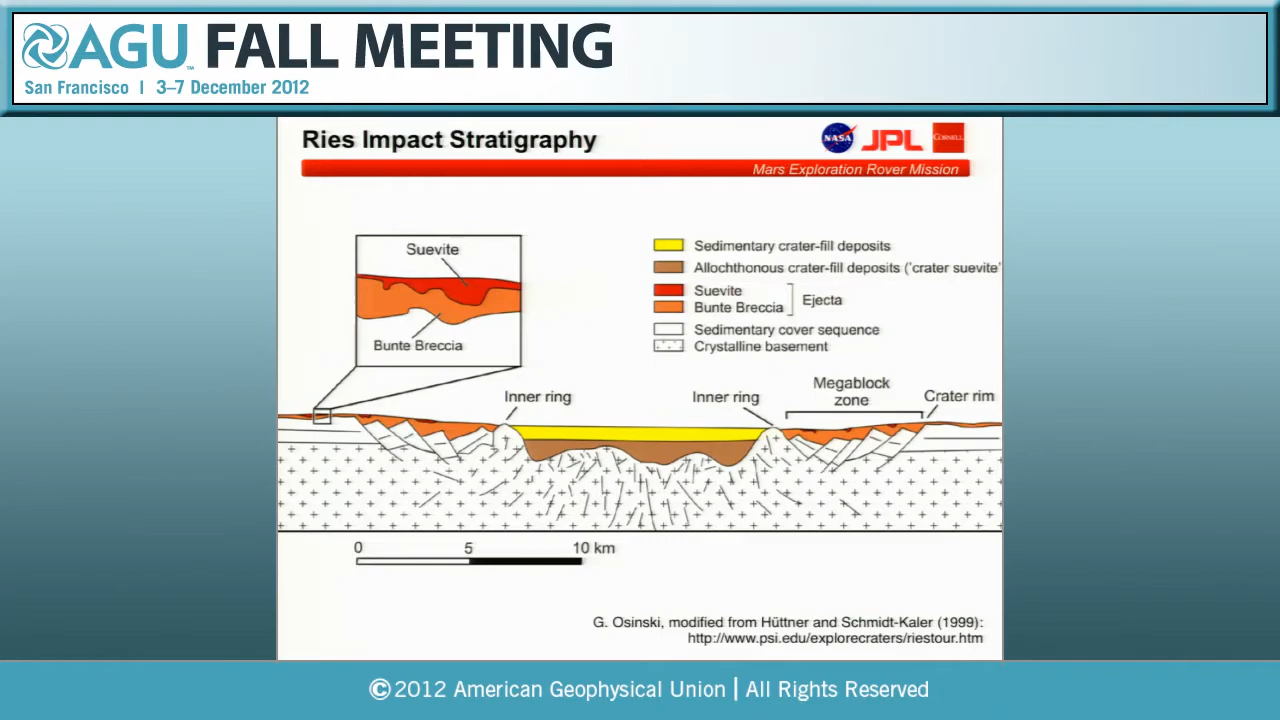 AGU™ FALL MEETING
San Francisco | 3–7 December 2012
Ries Impact Stratigraphy
NASA
JPL
CORNELL
Mars Exploration Rover Mission
Suevite
Bunte Breccia
Sedimentary crater-fill deposits
Allochthonous crater-fill deposits ('crater suevite'
Suevite
Bunte Breccia
Ejecta
Sedimentary cover sequence
Crystalline basement
Inner ring
Inner ring
Megablock
zone
Crater rim
0 5 10 km
G. Osinski, modified from Hüttner and Schmidt-Kaler (1999):
http://www.psi.edu/explorecraters/riestour.htm
©2012 American Geophysical Union | All Rights Reserved